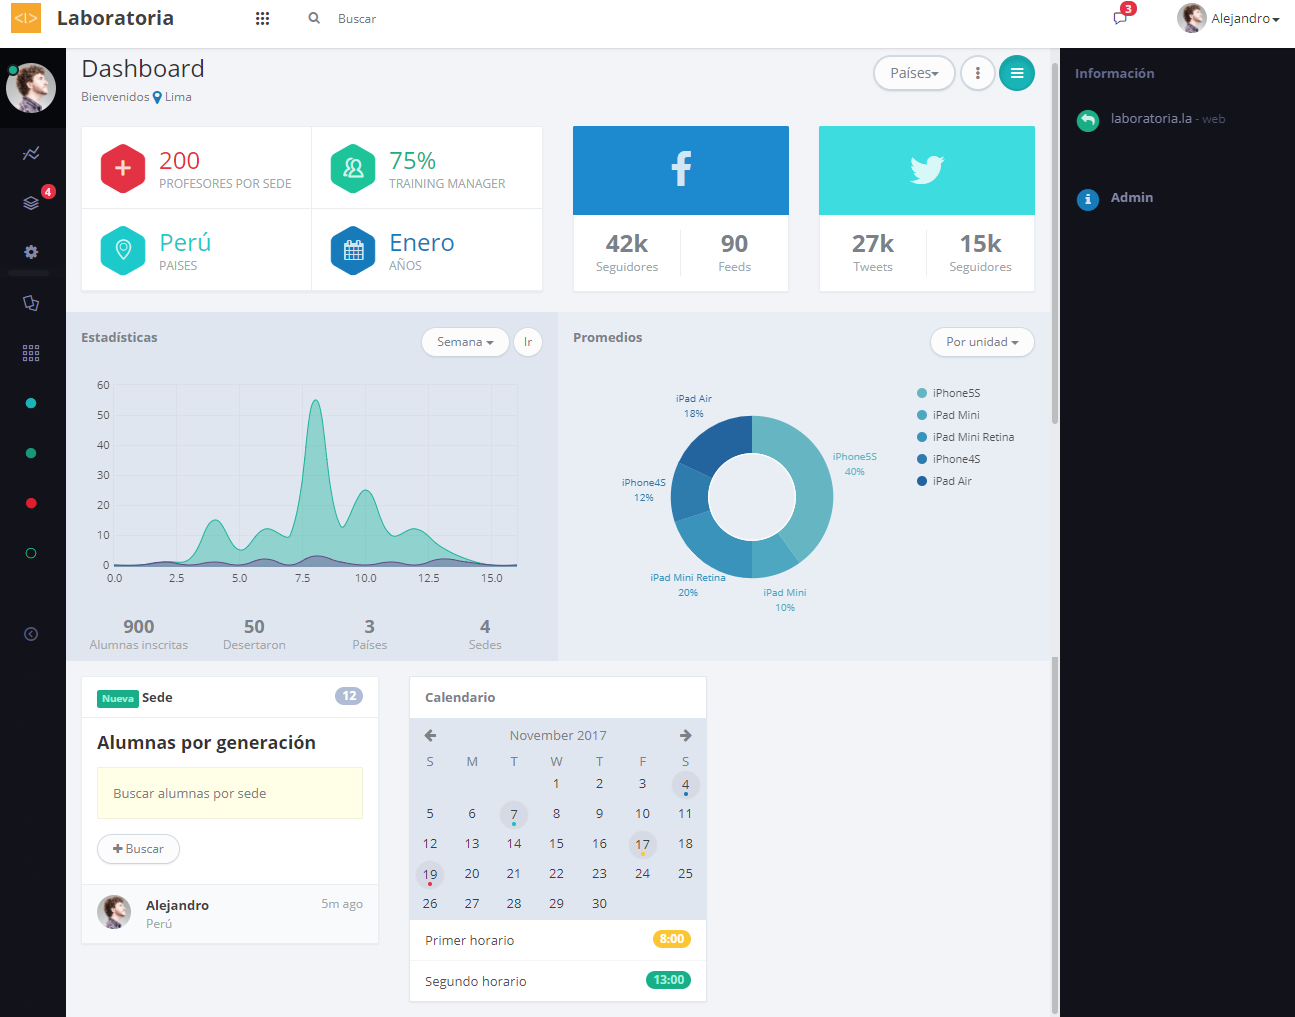 <!> Laboratoria
Buscar
3
Alejandro
Dashboard
Bienvenidos Lima
Países
Información
laboratoria.la - web
Admin
4
200
PROFESORES POR SEDE
75%
TRAINING MANAGER
Perú
PAISES
Enero
AÑOS
42k
Seguidores
90
Feeds
27k
Tweets
15k
Seguidores
Estadísticas
Semana
Ir
60
50
40
30
20
10
0
0.0 2.5 5.0 7.5 10.0 12.5 15.0
900
Alumnas inscritas
50
Desertaron
3
Países
4
Sedes
Promedios
Por unidad
iPad Air
18%
iPhone5S
40%
iPhone4S
12%
iPad Mini Retina
20%
iPad Mini
10%
iPhone5S
iPad Mini
iPad Mini Retina
iPhone4S
iPad Air
Nueva Sede 12
Alumnas por generación
Buscar alumnas por sede
Buscar
Alejandro 5m ago
Perú
Calendario
November 2017
S M T W T F S
1 2 3 4
5 6 7 8 9 10 11
12 13 14 15 16 17 18
19 20 21 22 23 24 25
26 27 28 29 30
Primer horario 8:00
Segundo horario 13:00